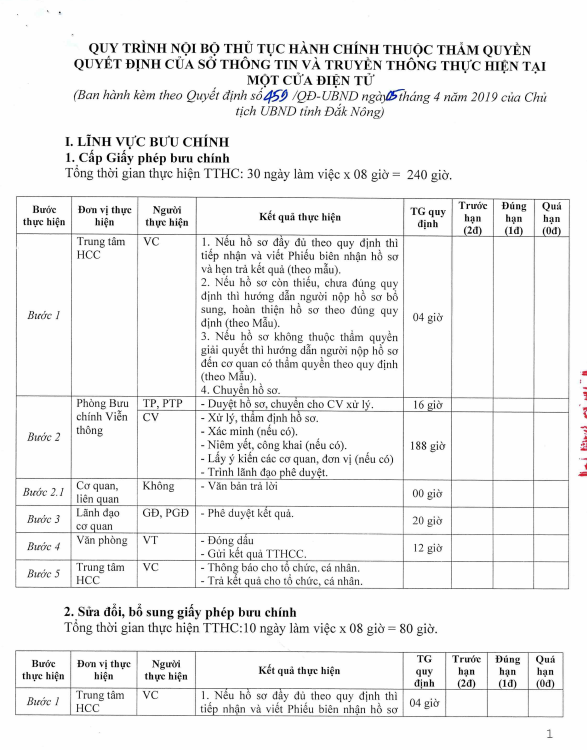 QUY TRÌNH NỘI BỘ THỦ TỤC HÀNH CHÍNH THUỘC THẨM QUYỀN
QUYẾT ĐỊNH CỦA SỞ THÔNG TIN VÀ TRUYỀN THÔNG THỰC HIỆN TẠI
MỘT CỬA ĐIỆN TỬ
(Ban hành kèm theo Quyết định số 459 /QĐ-UBND ngày 05 tháng 4 năm 2019 của Chủ
tịch UBND tỉnh Đắk Nông)
I. LĨNH VỰC BƯU CHÍNH
1. Cấp Giấy phép bưu chính
Tổng thời gian thực hiện TTHC: 30 ngày làm việc x 08 giờ = 240 giờ.
Bước thực hiện | Đơn vị thực hiện | Người thực hiện | Kết quả thực hiện | TG quy định | Trước hạn (2đ) | Đúng hạn (1đ) | Quá hạn (0đ)
Bước 1
Trung tâm
HCC
VC
1. Nếu hồ sơ đầy đủ theo quy định thì
tiếp nhận và viết Phiếu biên nhận hồ sơ
và hẹn trả kết quả (theo mẫu).
2. Nếu hồ sơ còn thiếu, chưa đúng quy
định thì hướng dẫn người nộp hồ sơ bổ
sung, hoàn thiện hồ sơ theo đúng quy
định (theo Mẫu).
3. Nếu hồ sơ không thuộc thẩm quyền
giải quyết thì hướng dẫn người nộp hồ sơ
đến cơ quan có thẩm quyền theo quy định
(theo Mẫu).
4. Chuyển hồ sơ.
04 giờ
Bước 2
Phòng Bưu
chính Viễn
thông
TP, PTP
- Duyệt hồ sơ, chuyển cho CV xử lý.
16 giờ
CV
- Xử lý, thẩm định hồ sơ.
- Xác minh (nếu có).
- Niêm yết, công khai (nếu có).
- Lấy ý kiến các cơ quan, đơn vị (nếu có)
- Trình lãnh đạo phê duyệt.
188 giờ
Bước 2.1
Cơ quan,
liên quan
Không
- Văn bản trả lời
00 giờ
Bước 3
Lãnh đạo
cơ quan
GĐ, PGĐ
- Phê duyệt kết quả.
20 giờ
Bước 4
Văn phòng
VT
- Đóng dấu
- Gửi kết quả TTHCC.
12 giờ
Bước 5
Trung tâm
HCC
VC
- Thông báo cho tổ chức, cá nhân.
- Trả kết quả cho tổ chức, cá nhân.
2. Sửa đổi, bổ sung giấy phép bưu chính
Tổng thời gian thực hiện TTHC:10 ngày làm việc x 08 giờ = 80 giờ.
Bước thực hiện | Đơn vị thực hiện | Người thực hiện | Kết quả thực hiện | TG quy định | Trước hạn (2đ) | Đúng hạn (1đ) | Quá hạn (0đ)
Bước 1
Trung tâm
HCC
VC
1. Nếu hồ sơ đầy đủ theo quy định thì
tiếp nhận và viết Phiếu biên nhận hồ sơ
04 giờ
1